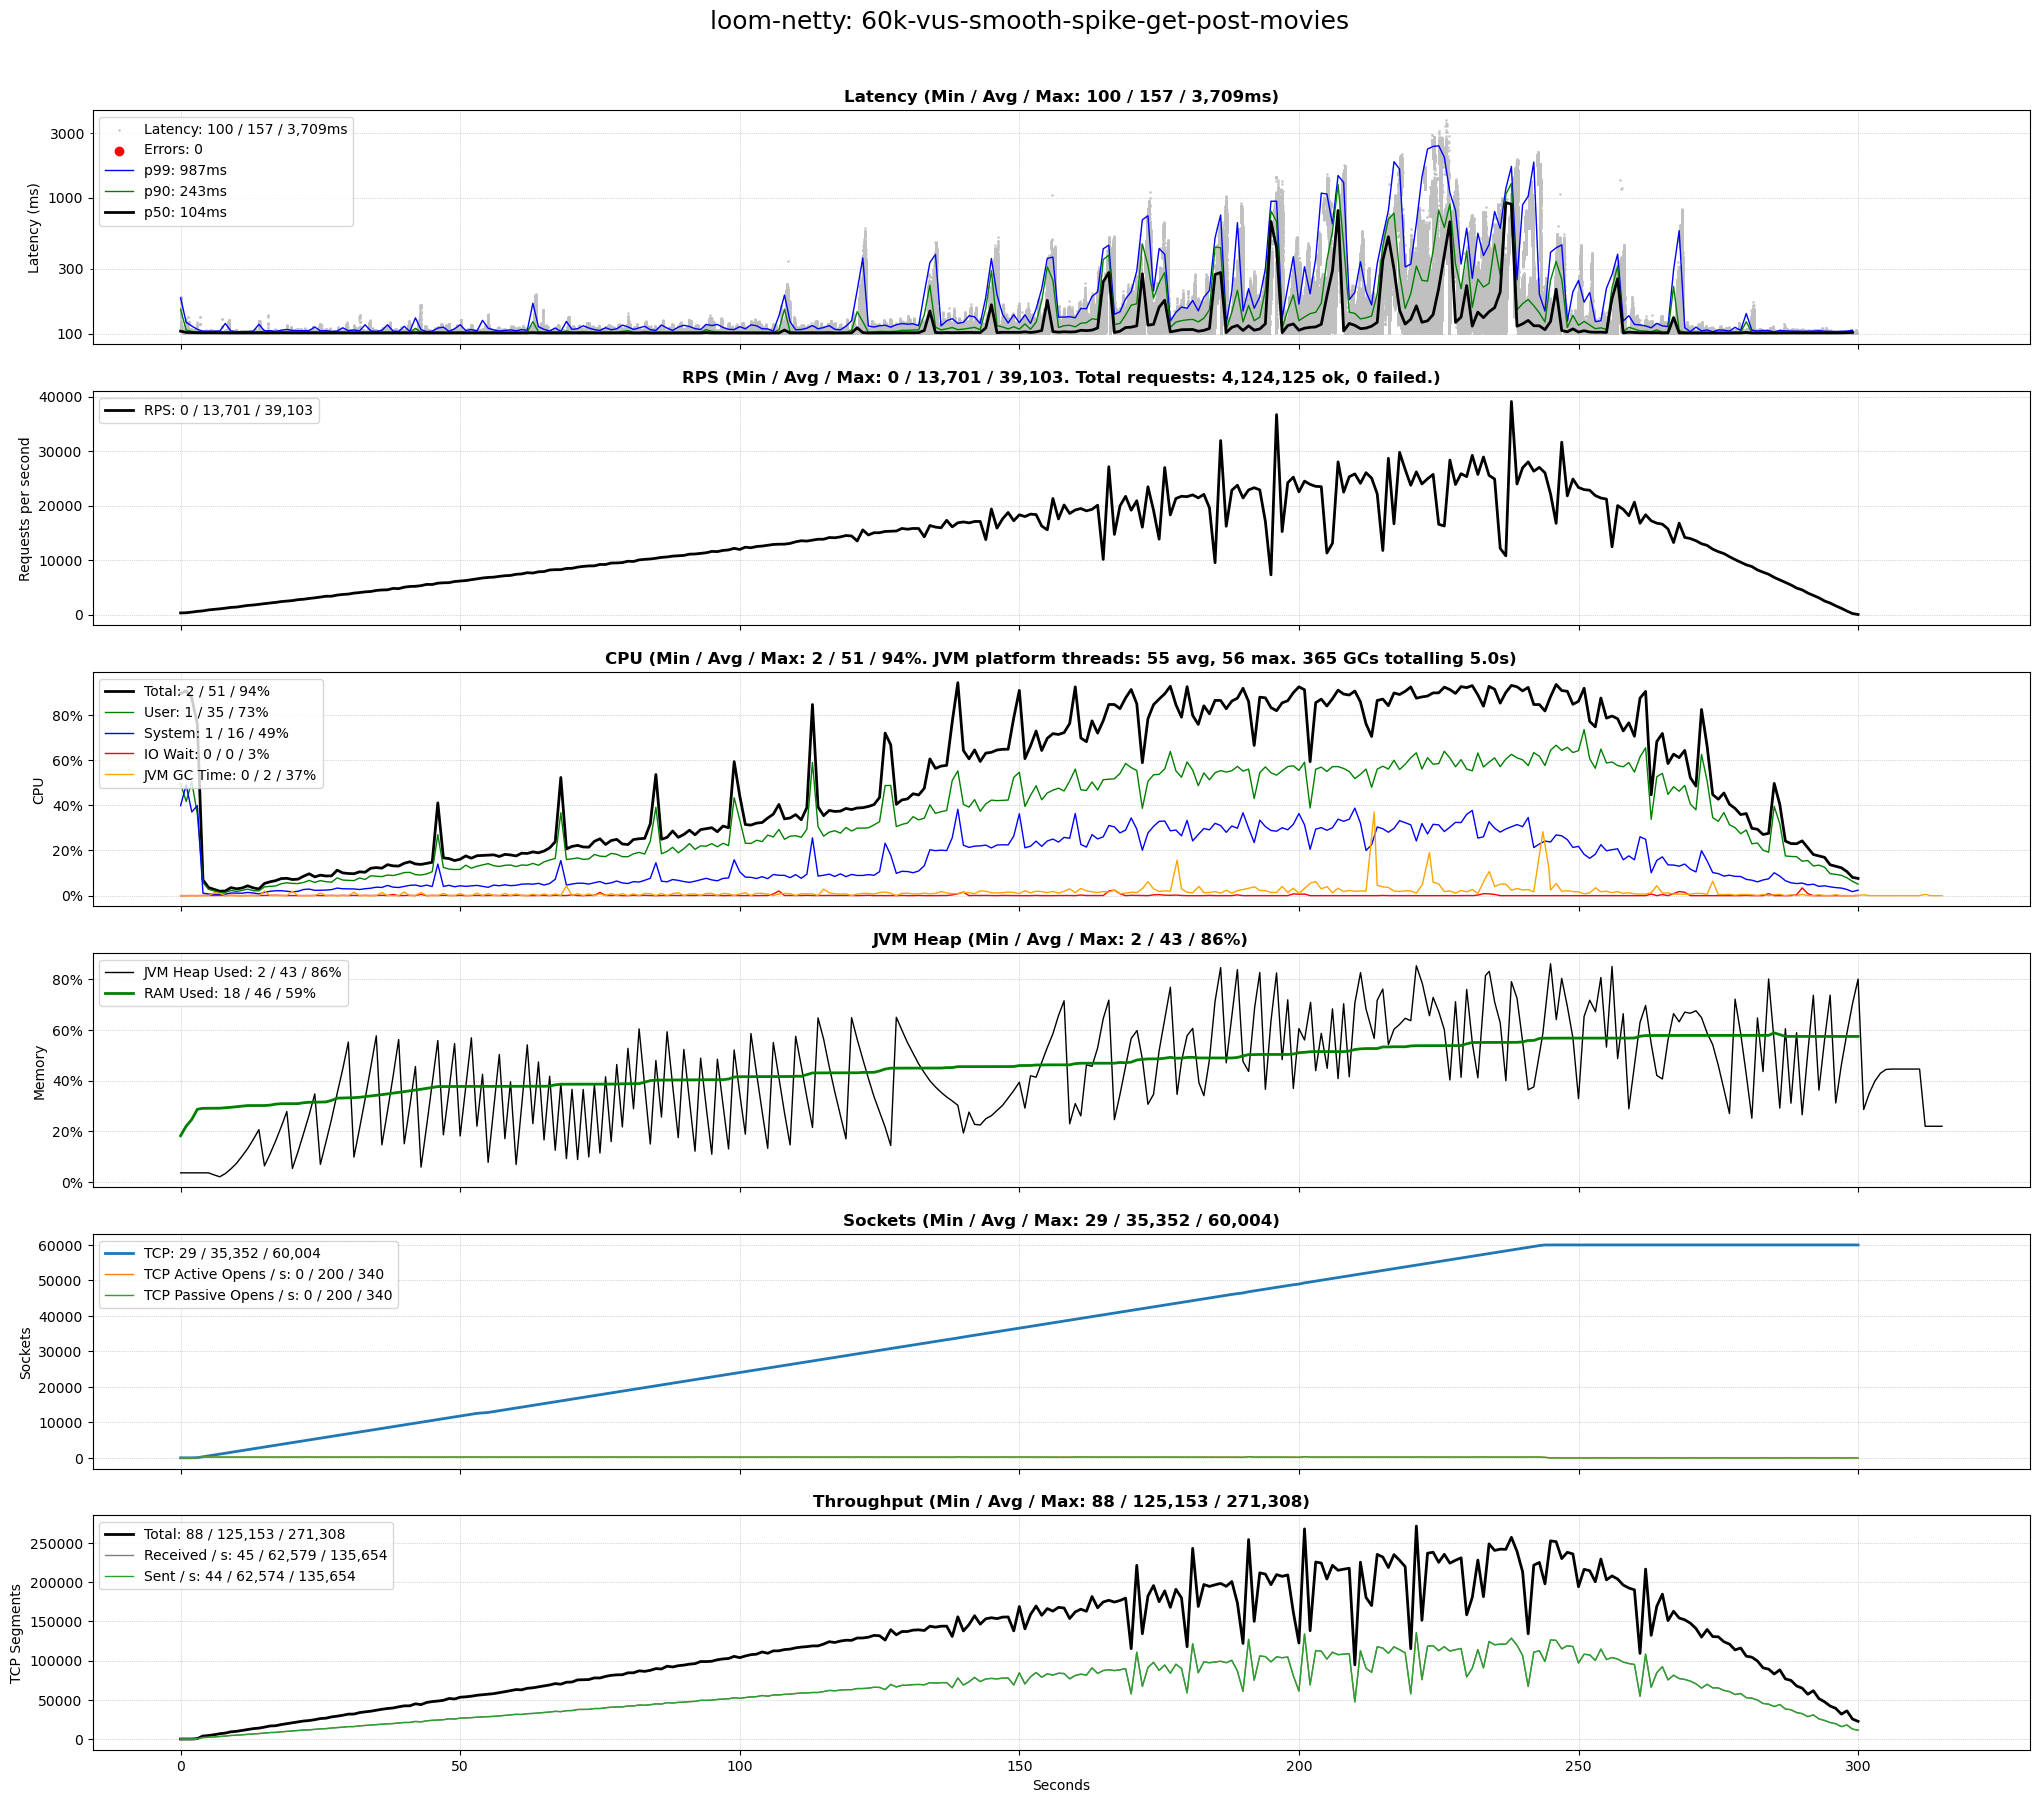 loom-netty: 60k-vus-smooth-spike-get-post-movies
Latency (Min / Avg / Max: 100 / 157 / 3,709ms)
Latency (ms)
3000
1000
300
100
Latency: 100 / 157 / 3,709ms
Errors: 0
p99: 987ms
p90: 243ms
p50: 104ms
RPS (Min / Avg / Max: 0 / 13,701 / 39,103. Total requests: 4,124,125 ok, 0 failed.)
Requests per second
40000
30000
20000
10000
0
RPS: 0 / 13,701 / 39,103
CPU (Min / Avg / Max: 2 / 51 / 94%. JVM platform threads: 55 avg, 56 max. 365 GCs totalling 5.0s)
CPU
80%
60%
40%
20%
0%
Total: 2 / 51 / 94%
User: 1 / 35 / 73%
System: 1 / 16 / 49%
IO Wait: 0 / 0 / 3%
JVM GC Time: 0 / 2 / 37%
JVM Heap (Min / Avg / Max: 2 / 43 / 86%)
Memory
80%
60%
40%
20%
0%
JVM Heap Used: 2 / 43 / 86%
RAM Used: 18 / 46 / 59%
Sockets (Min / Avg / Max: 29 / 35,352 / 60,004)
Sockets
60000
50000
40000
30000
20000
10000
0
TCP: 29 / 35,352 / 60,004
TCP Active Opens / s: 0 / 200 / 340
TCP Passive Opens / s: 0 / 200 / 340
Throughput (Min / Avg / Max: 88 / 125,153 / 271,308)
TCP Segments
250000
200000
150000
100000
50000
0
Total: 88 / 125,153 / 271,308
Received / s: 45 / 62,579 / 135,654
Sent / s: 44 / 62,574 / 135,654
0 50 100 150 200 250 300
Seconds